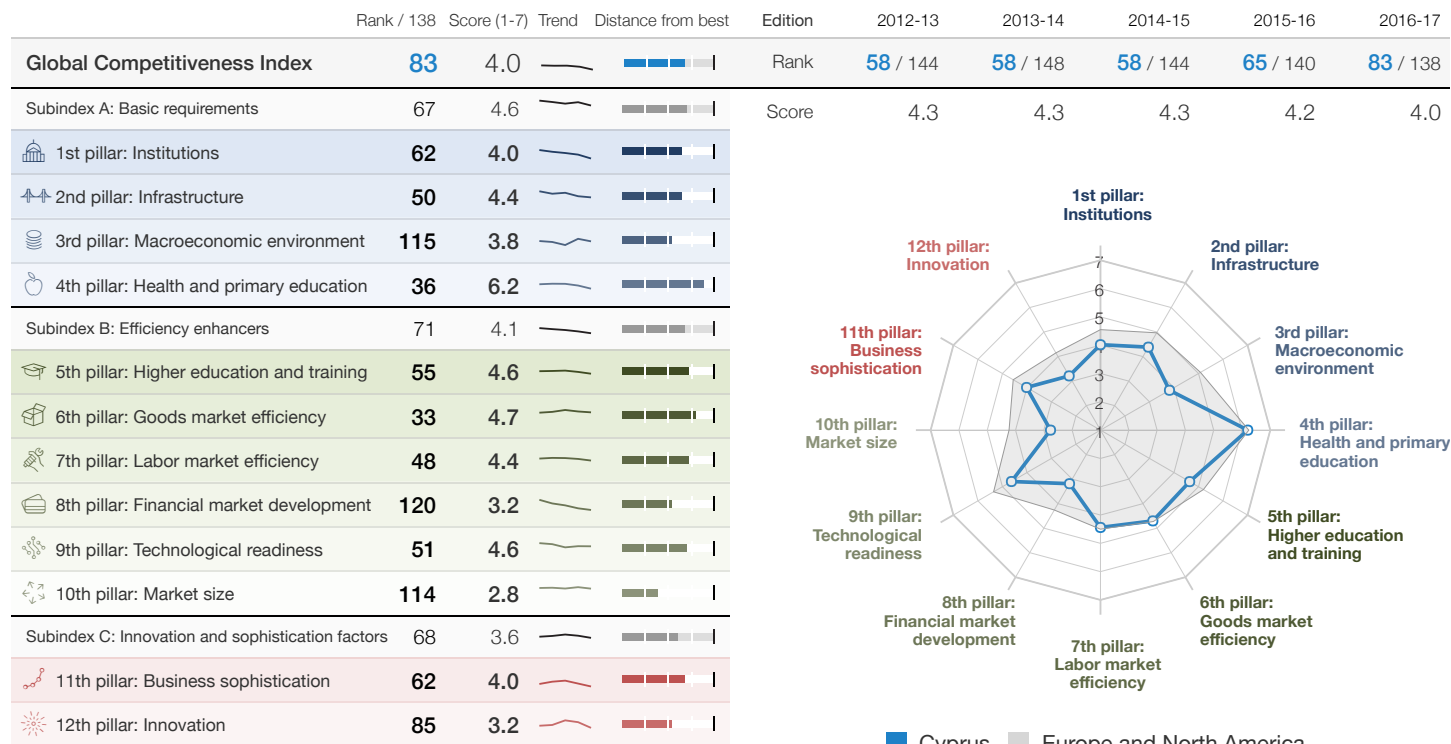 Rank / 138 Score (1-7) Trend Distance from best
Global Competitiveness Index 83 4.0
Subindex A: Basic requirements 67 4.6
1st pillar: Institutions 62 4.0
2nd pillar: Infrastructure 50 4.4
3rd pillar: Macroeconomic environment 115 3.8
4th pillar: Health and primary education 36 6.2
Subindex B: Efficiency enhancers 71 4.1
5th pillar: Higher education and training 55 4.6
6th pillar: Goods market efficiency 33 4.7
7th pillar: Labor market efficiency 48 4.4
8th pillar: Financial market development 120 3.2
9th pillar: Technological readiness 51 4.6
10th pillar: Market size 114 2.8
Subindex C: Innovation and sophistication factors 68 3.6
11th pillar: Business sophistication 62 4.0
12th pillar: Innovation 85 3.2
Edition 2012-13 2013-14 2014-15 2015-16 2016-17
Rank 58 / 144 58 / 148 58 / 144 65 / 140 83 / 138
Score 4.3 4.3 4.3 4.2 4.0
1st pillar:
Institutions
2nd pillar:
Infrastructure
3rd pillar:
Macroeconomic
environment
4th pillar:
Health and primary
education
5th pillar:
Higher education
and training
6th pillar:
Goods market
efficiency
7th pillar:
Labor market
efficiency
8th pillar:
Financial market
development
9th pillar:
Technological
readiness
10th pillar:
Market size
11th pillar:
Business
sophistication
12th pillar:
Innovation
7
6
5
3
2
1
Cyprus Europe and North America